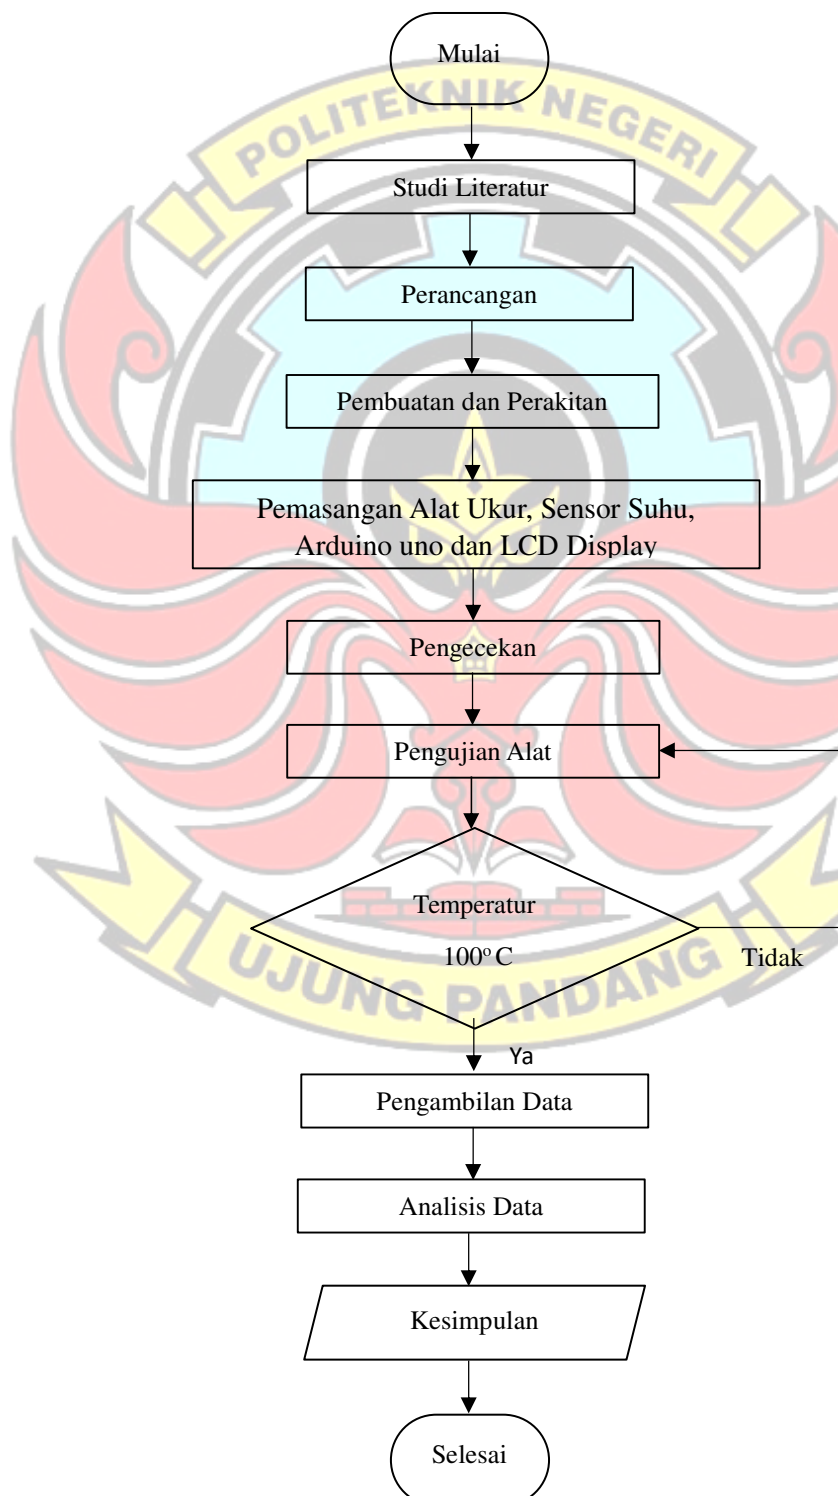 Mulai
POLITEKNIK NEGERI
Studi Literatur
Perancangan
Pembuatan dan Perakitan
Pemasangan Alat Ukur, Sensor Suhu,
Arduino uno dan LCD Display
Pengecekan
Pengujian Alat
Temperatur
100° C
Tidak
UJUNG PANDANG
Ya
Pengambilan Data
Analisis Data
Kesimpulan
Selesai